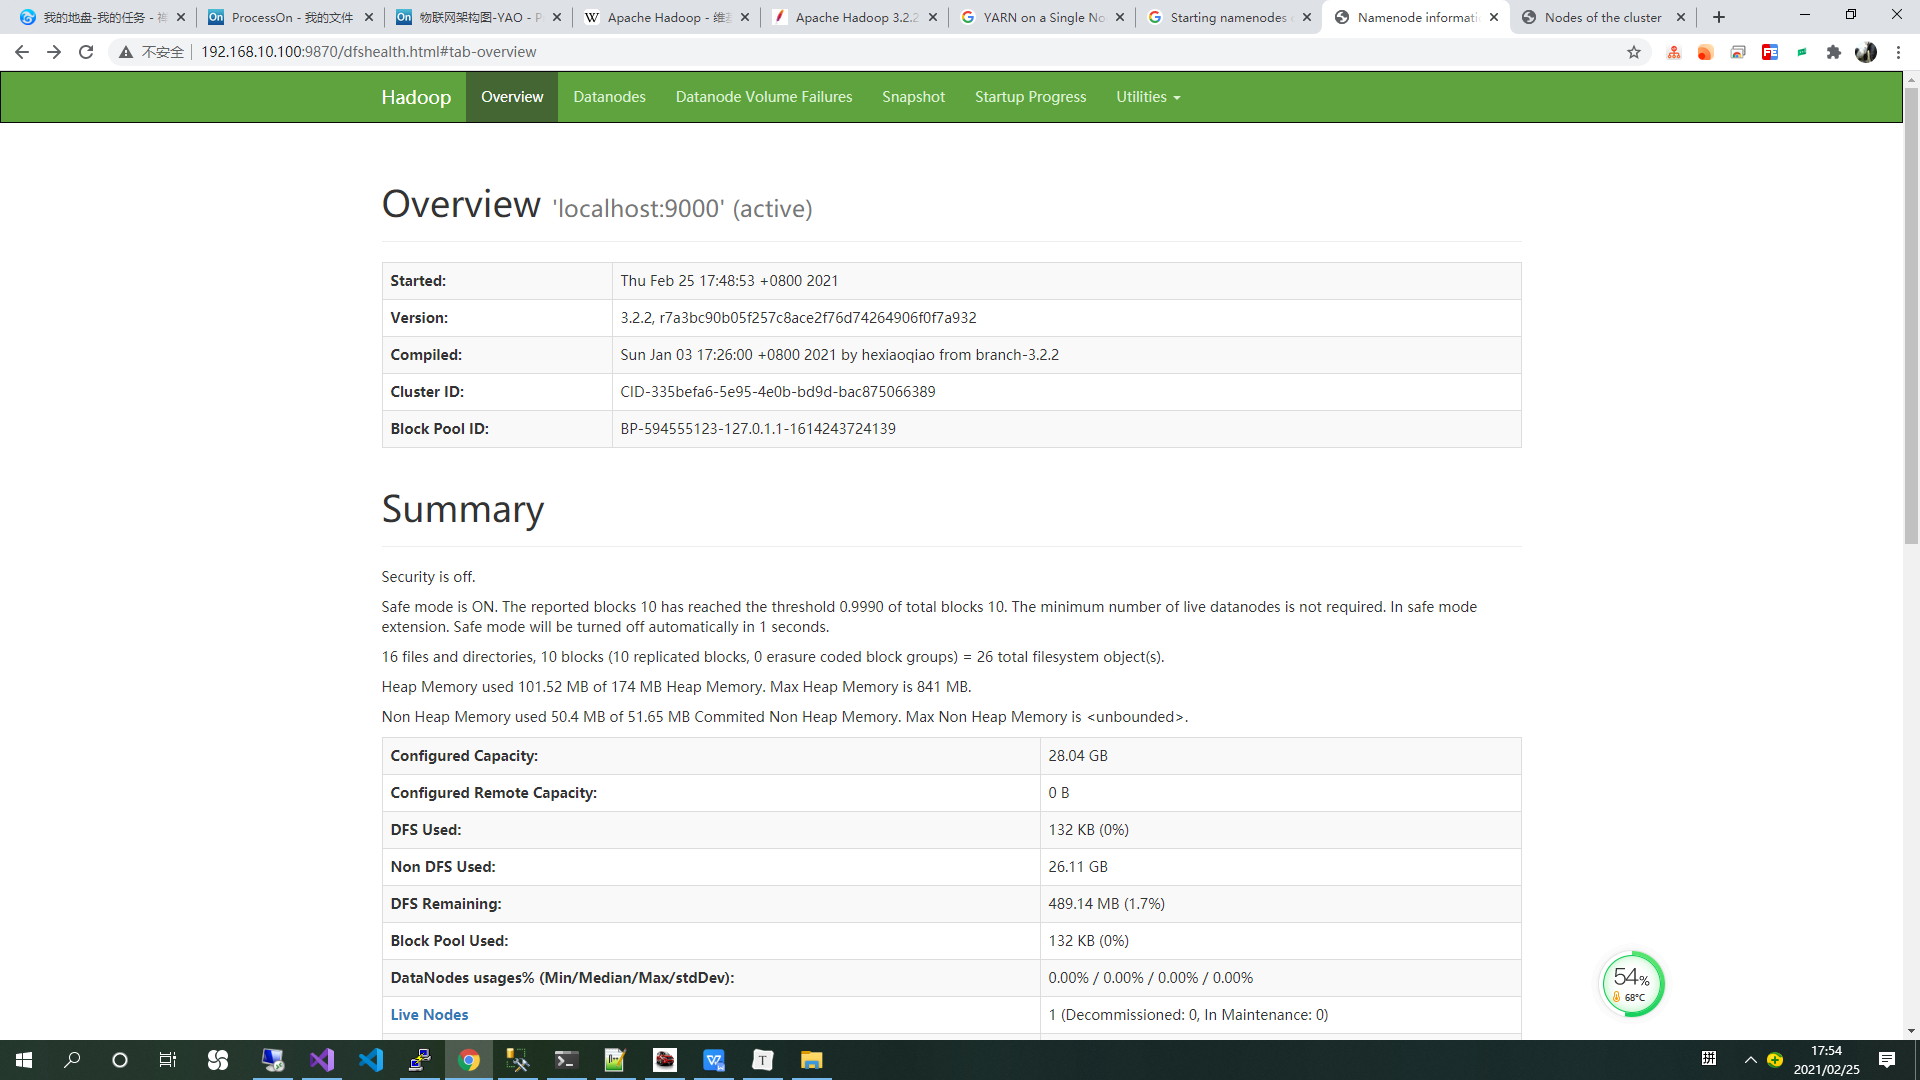 我的地盘-我的任务 - 禅
ProcessOn - 我的文件
物联网架构图-YAO - P
Apache Hadoop - 维基
Apache Hadoop 3.2.2
YARN on a Single No
Starting namenodes
Namenode informati
Nodes of the cluster
不安全
192.168.10.100:9870/dfshealth.html#tab-overview
Hadoop Overview Datanodes Datanode Volume Failures Snapshot Startup Progress Utilities
Overview 'localhost:9000' (active)
Started: Thu Feb 25 17:48:53 +0800 2021
Version: 3.2.2, r7a3bc90b05f257c8ace2f76d74264906f0f7a932
Compiled: Sun Jan 03 17:26:00 +0800 2021 by hexiaoqiao from branch-3.2.2
Cluster ID: CID-335befa6-5e95-4e0b-bd9d-bac875066389
Block Pool ID: BP-594555123-127.0.1.1-1614243724139
Summary
Security is off.
Safe mode is ON. The reported blocks 10 has reached the threshold 0.9990 of total blocks 10. The minimum number of live datanodes is not required. In safe mode
extension. Safe mode will be turned off automatically in 1 seconds.
16 files and directories, 10 blocks (10 replicated blocks, 0 erasure coded block groups) = 26 total filesystem object(s).
Heap Memory used 101.52 MB of 174 MB Heap Memory. Max Heap Memory is 841 MB.
Non Heap Memory used 50.4 MB of 51.65 MB Commited Non Heap Memory. Max Non Heap Memory is <unbounded>.
Configured Capacity: 28.04 GB
Configured Remote Capacity: 0 B
DFS Used: 132 KB (0%)
Non DFS Used: 26.11 GB
DFS Remaining: 489.14 MB (1.7%)
Block Pool Used: 132 KB (0%)
DataNodes usages% (Min/Median/Max/stdDev): 0.00% / 0.00% / 0.00% / 0.00%
Live Nodes 1 (Decommissioned: 0, In Maintenance: 0)
54%
68°C
17:54
2021/02/25